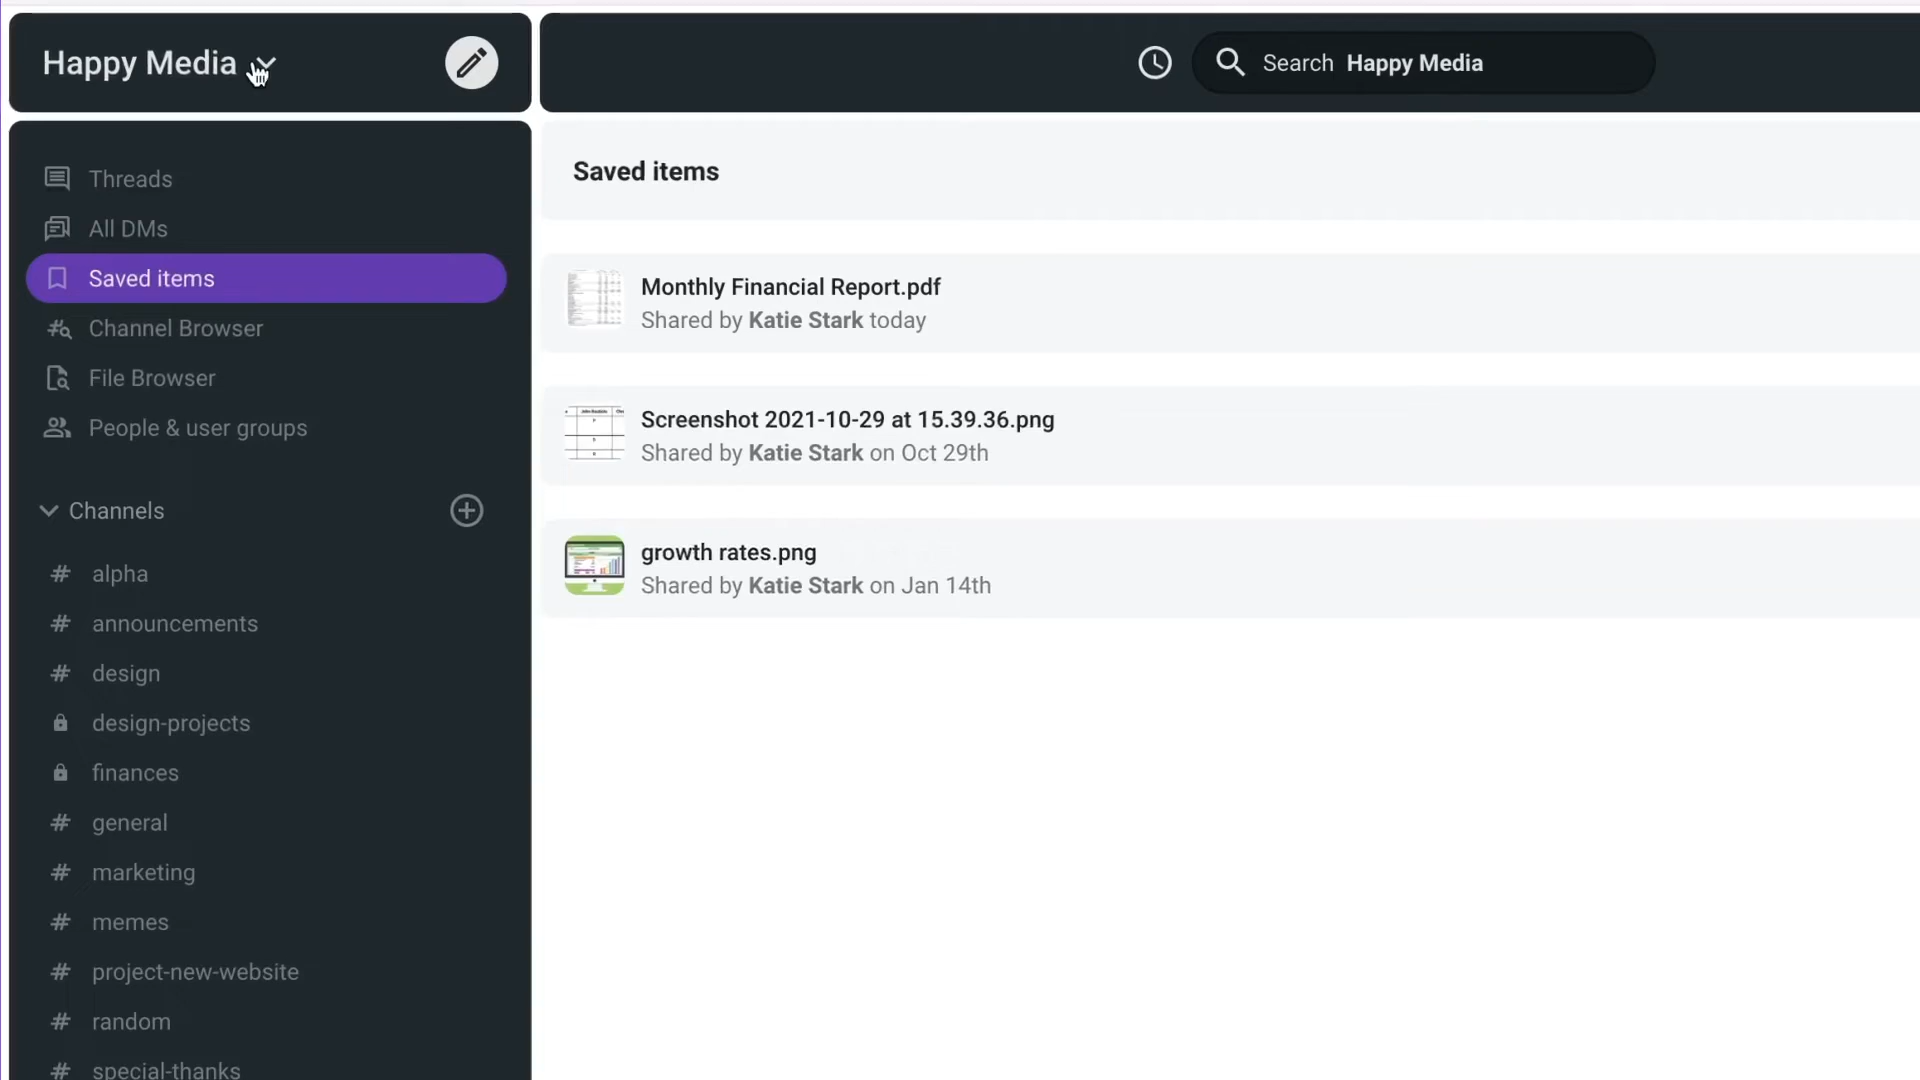 Happy Media
Search Happy Media
Threads
All DMs
Saved items
Channel Browser
File Browser
People & user groups
Channels
# alpha
# announcements
# design
design-projects
finances
# general
# marketing
# memes
# project-new-website
# random
# special-thanks
Saved items
Monthly Financial Report.pdf
Shared by Katie Stark today
Screenshot 2021-10-29 at 15.39.36.png
Shared by Katie Stark on Oct 29th
growth rates.png
Shared by Katie Stark on Jan 14th